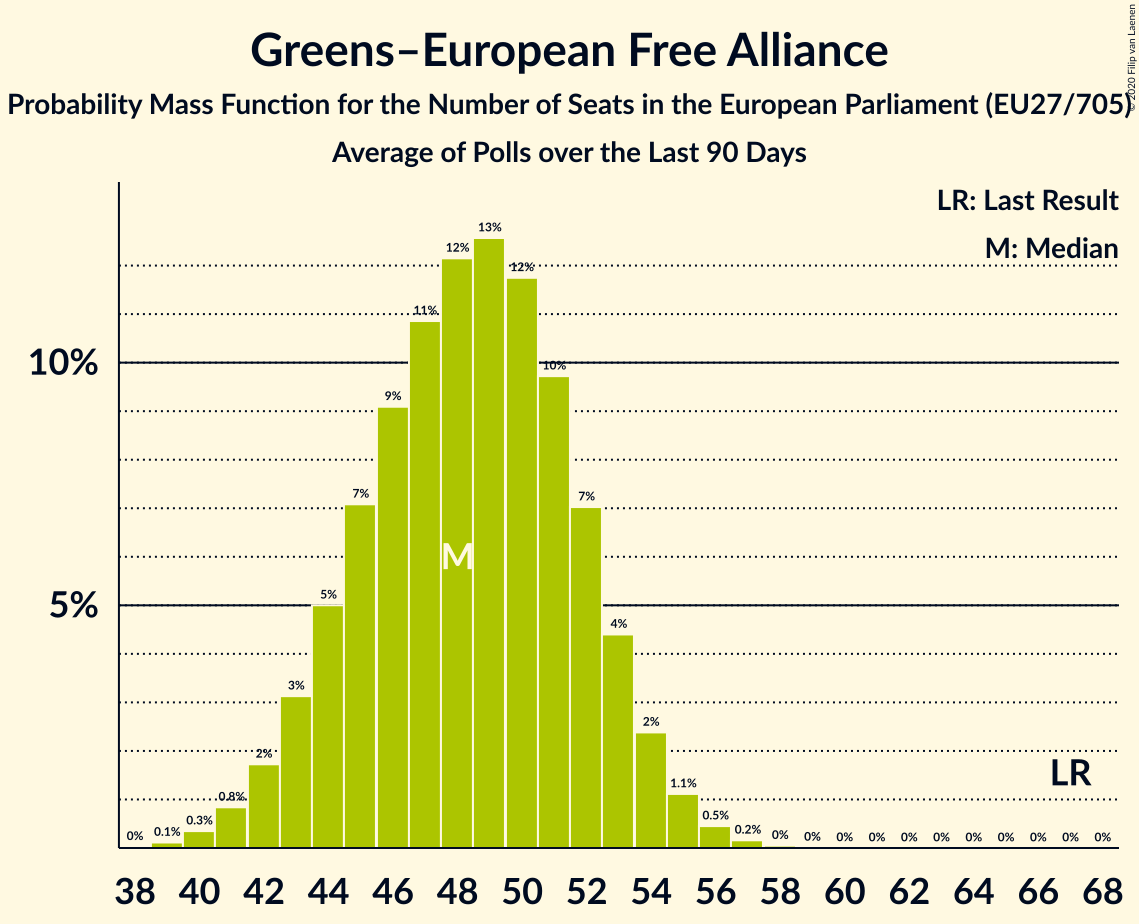 Greens–European Free Alliance
Probability Mass Function for the Number of Seats in the European Parliament (EU27/705)
Average of Polls over the Last 90 Days
© 2020 Filip van Laenen
LR: Last Result
M: Median
10%
5%
0% 0.1% 0.3% 0.8% 2% 3% 5% 7% 9% 11% 12% 13% 12% 10% 7% 4% 2% 1.1% 0.5% 0.2% 0% 0% 0% 0% 0% 0% 0% 0% 0% 0% 0%
M
LR
38 40 42 44 46 48 50 52 54 56 58 60 62 64 66 68